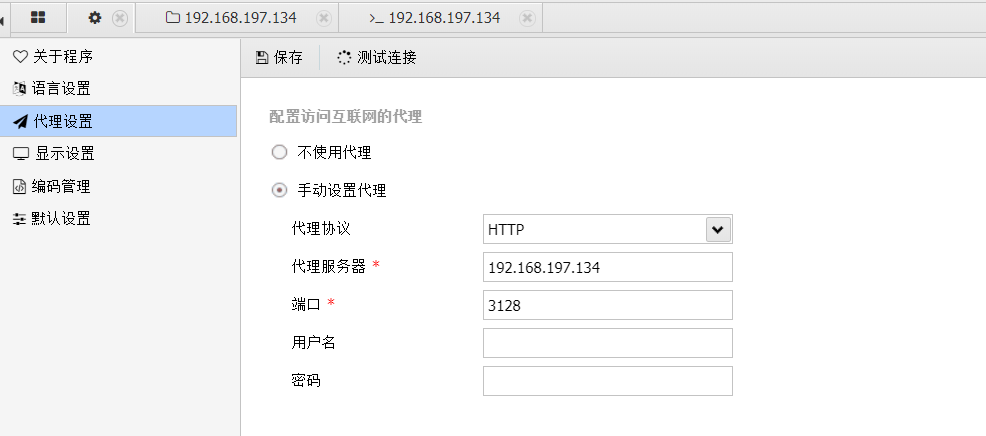 192.168.197.134
192.168.197.134
关于程序
语言设置
代理设置
显示设置
编码管理
默认设置
保存
测试连接
配置访问互联网的代理
不使用代理
手动设置代理
代理协议 HTTP
代理服务器 * 192.168.197.134
端口 * 3128
用户名
密码